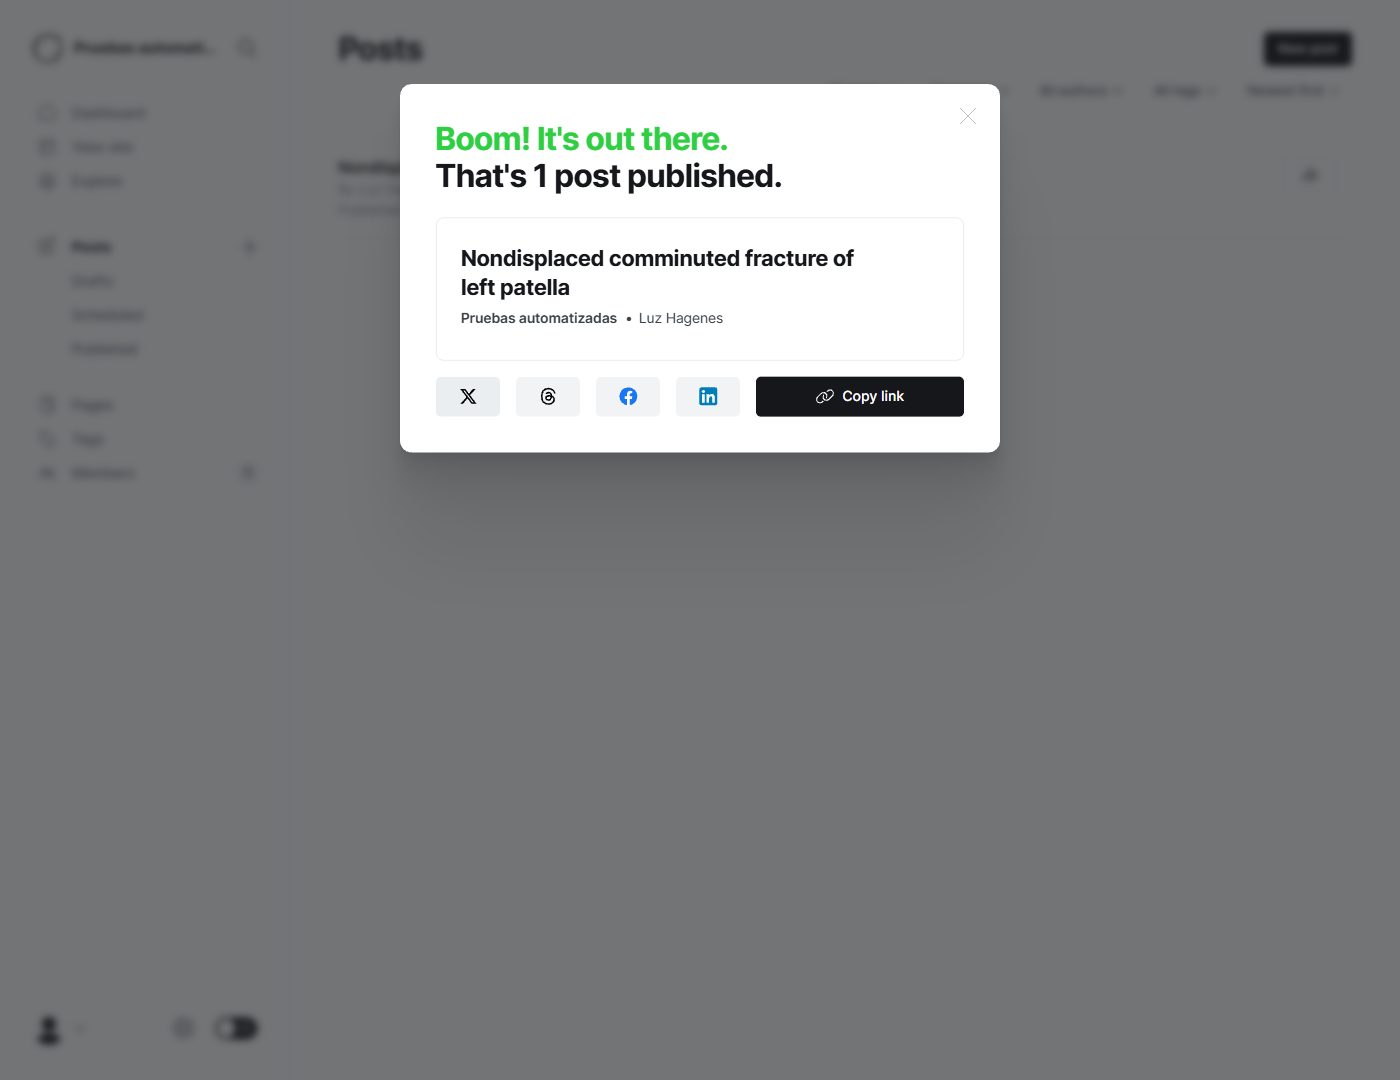 Pruebas automati...
Dashboard
View site
Explore
Posts
Drafts
Scheduled
Published
Pages
Tags
Members
Posts
New post
All authors
All tags
Newest first
Boom! It's out there.
That's 1 post published.
Nondisplaced comminuted fracture of
left patella
Pruebas automatizadas • Luz Hagenes
Copy link